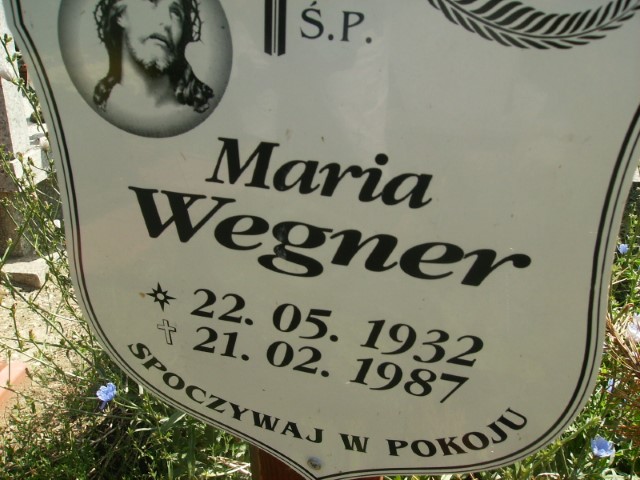 Ś.P.
Maria
Wegner
22. 05. 1932
21. 02. 1987
SPOCZYWAJ W POKOJU